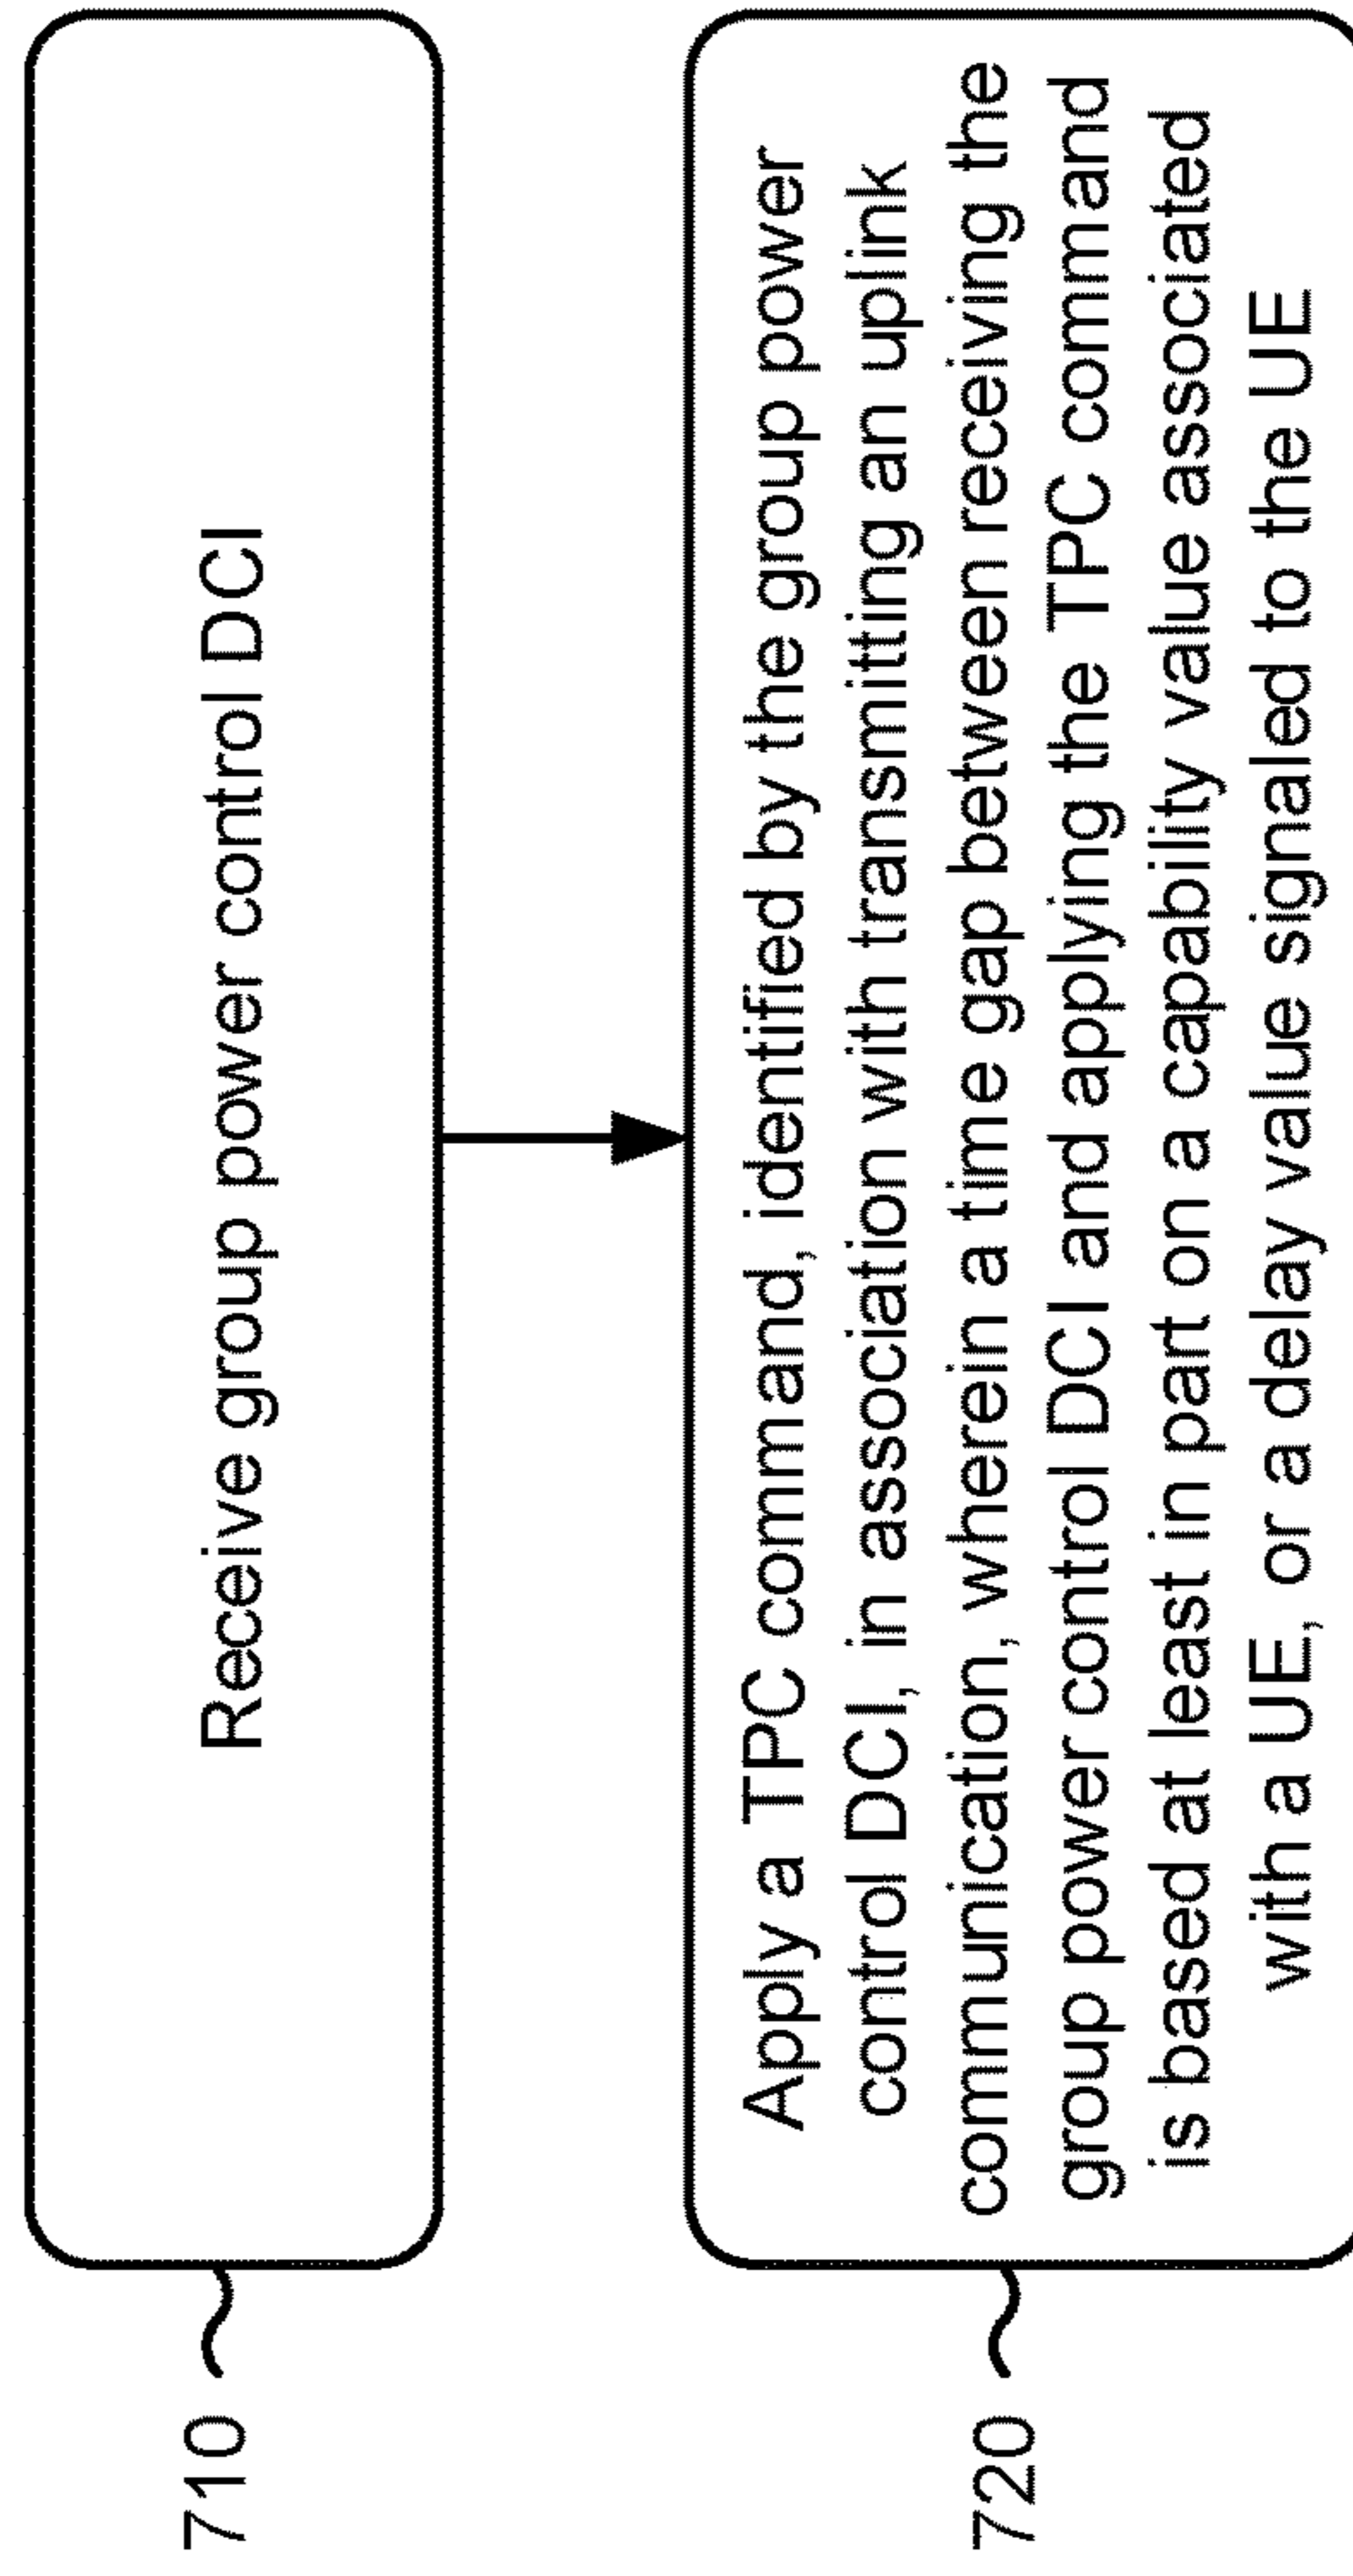 710
Receive group power control DCI
720
Apply a TPC command, identified by the group power
control DCI, in association with transmitting an uplink
communication, wherein a time gap between receiving the
group power control DCI and applying the TPC command
is based at least in part on a capability value associated
with a UE, or a delay value signaled to the UE